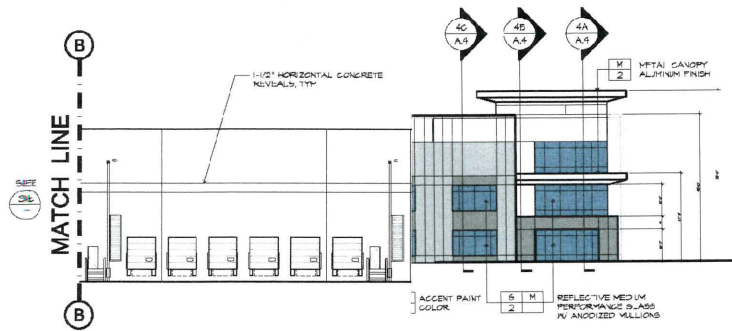 4C
A.4
4B
A.4
4A
A.4
B
M
2
METAL CANOPY
ALUMINUM FINISH
1-1/2" HORIZONTAL CONCRETE
REVEALS, TYP
MATCH LINE
SEE
B
ACCENT PAINT
COLOR
6 M
2
REFLECTIVE MEDIUM
PERFORMANCE GLASS
W/ ANODIZED MULLIONS